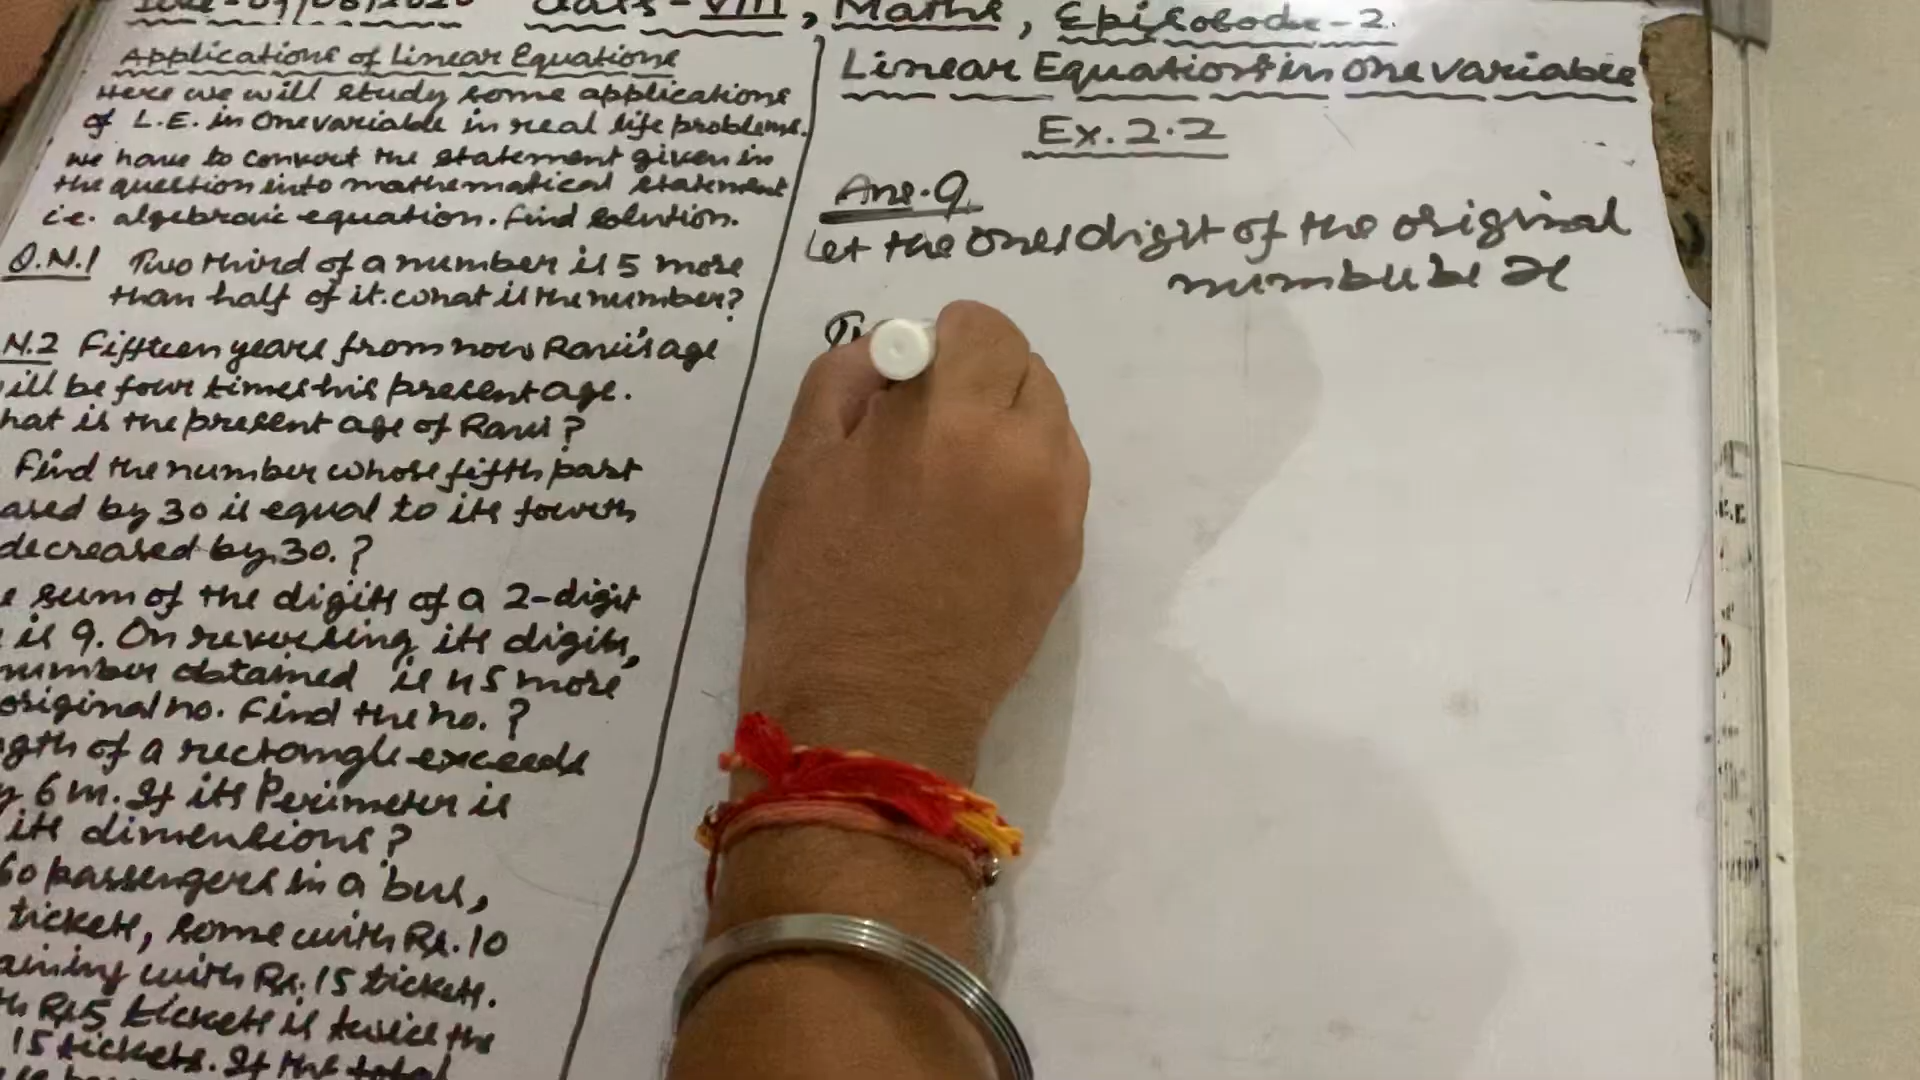 Class-VIII, Maths, Episobode-2.
Applications of Linear Equations
Here we will study some applications
of L.E. in One variable in real life problems.
we have to convert the statement given in
the question into mathematical statement
i.e. algebraic equation. Find solution.
Q.N.1 Two third of a number is 5 more
than half of it. what is the number?
N.2 Fifteen years from now Ravi's age
ill be four times his present age.
hat is the present age of Ravi?
Find the number whose fifth part
ased by 30 is equal to its fourth
decreased by 30.?
e sum of the digits of a 2-digit
is 9. On reversing its digits,
number obtained is 45 more
original no. Find the no.?
gth of a rectangle exceeds
y 6 m. If its Perimeter is
its dimensions?
60 passengers in a bus,
tickets, some with Rs. 10
aining with Rs. 15 tickets.
th Rs5 tickets is twice the
15 tickets. If the total
Linear Equations in one variable
Ex. 2.2
Ans. 9
Let the ones digit of the original
number be x